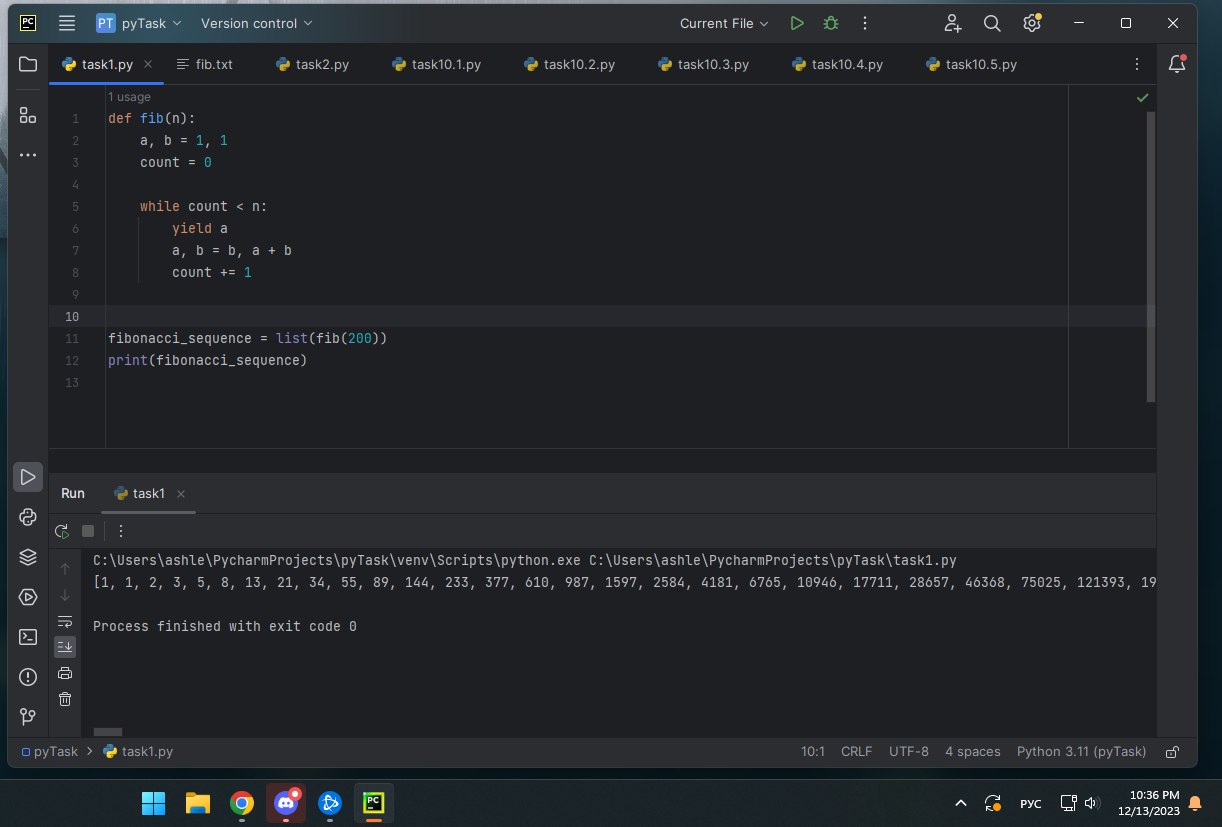 PC PT pyTask Version control Current File
task1.py fib.txt task2.py task10.1.py task10.2.py task10.3.py task10.4.py task10.5.py
1 usage
1 def fib(n):
2     a, b = 1, 1
3     count = 0
4
5     while count < n:
6         yield a
7         a, b = b, a + b
8         count += 1
9
10
11 fibonacci_sequence = list(fib(200))
12 print(fibonacci_sequence)
13
Run task1
C:\Users\ashle\PycharmProjects\pyTask\venv\Scripts\python.exe C:\Users\ashle\PycharmProjects\pyTask\task1.py
[1, 1, 2, 3, 5, 8, 13, 21, 34, 55, 89, 144, 233, 377, 610, 987, 1597, 2584, 4181, 6765, 10946, 17711, 28657, 46368, 75025, 121393, 19
Process finished with exit code 0
pyTask > task1.py 10:1 CRLF UTF-8 4 spaces Python 3.11 (pyTask)
PC РУС 10:36 PM
12/13/2023